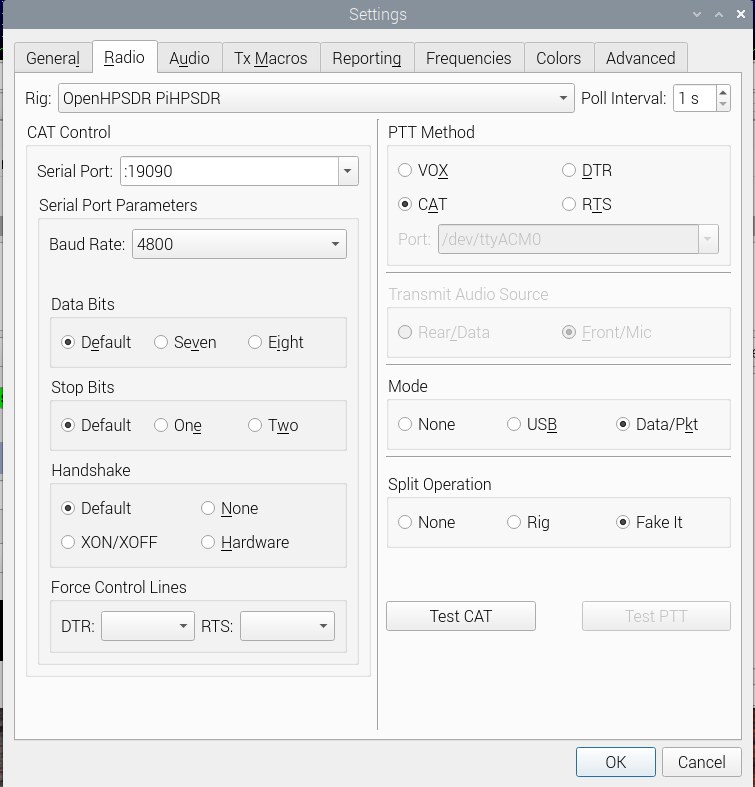 Settings
General Radio Audio Tx Macros Reporting Frequencies Colors Advanced
Rig: OpenHPSDR PiHPSDR Poll Interval: 1 s
CAT Control
Serial Port: :19090
Serial Port Parameters
Baud Rate: 4800
Data Bits
Default Seven Eight
Stop Bits
Default One Two
Handshake
Default None
XON/XOFF Hardware
Force Control Lines
DTR: RTS:
PTT Method
VOX DTR
CAT RTS
Port: /dev/ttyACM0
Transmit Audio Source
Rear/Data Front/Mic
Mode
None USB Data/Pkt
Split Operation
None Rig Fake It
Test CAT Test PTT
OK Cancel